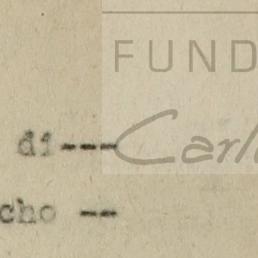 FUND
Carl
di---
cho --